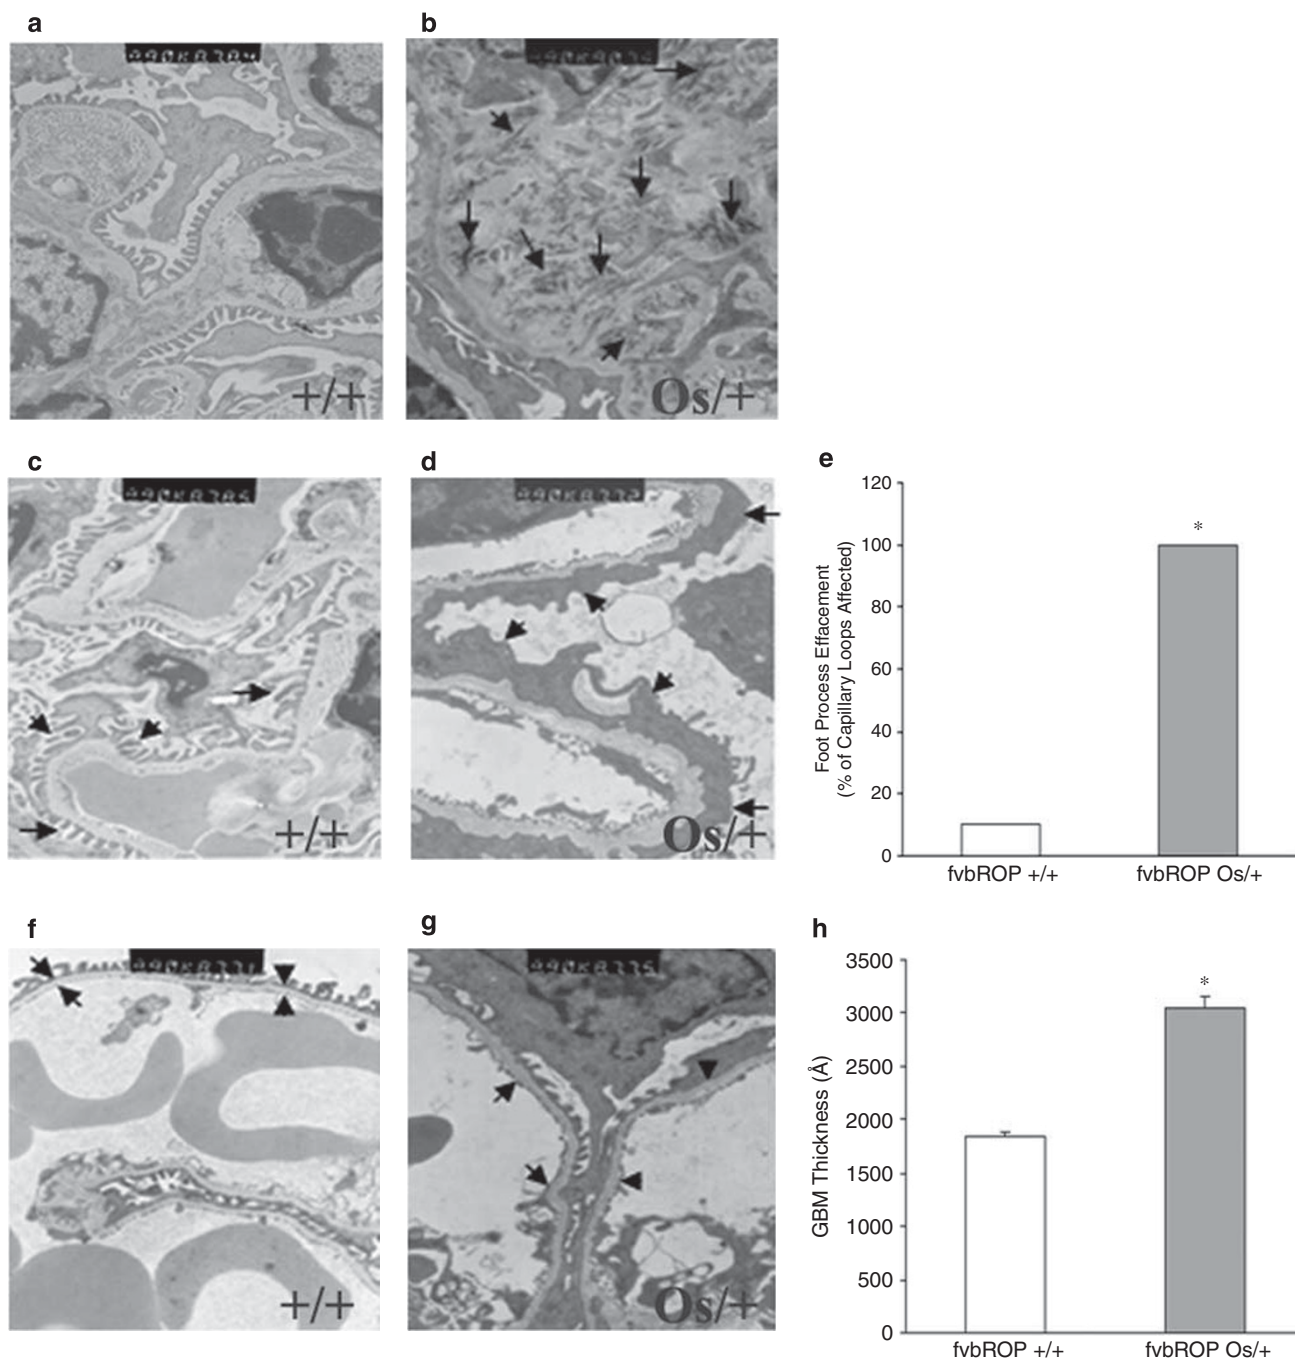 a
b
+/+
Os/+
c
d
e
+/+
Os/+
120
100
80
60
40
20
0
Foot Process Effacement
(% of Capillary Loops Affected)
*
fvbROP +/+
fvbROP Os/+
f
g
h
+/+
Os/+
3500
3000
2500
2000
1500
1000
500
0
GBM Thickness (Å)
*
fvbROP +/+
fvbROP Os/+